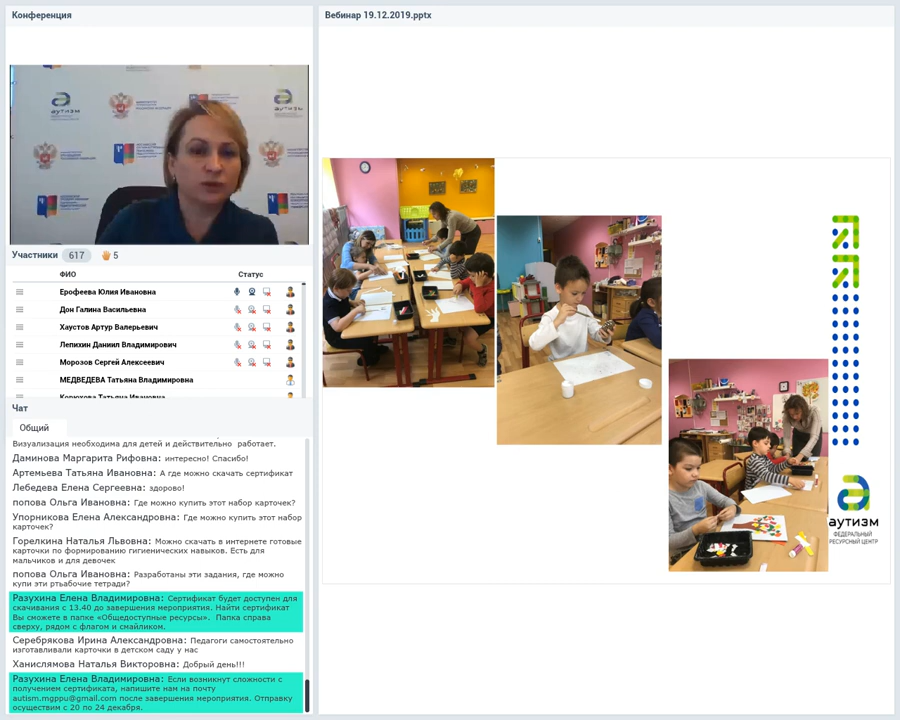 Конференция
Вебинар 19.12.2019.pptx
аутизм
аутизм
Участники 617 5
ФИО Статус
Ерофеева Юлия Ивановна
Дон Галина Васильевна
Хаустов Артур Валерьевич
Лепихин Даниил Владимирович
Морозов Сергей Алексеевич
МЕДВЕДЕВА Татьяна Владимировна
Корюхова Татьяна Ивановна
Чат
Общий
Визуализация необходима для детей и действительно работает.
Даминова Маргарита Рифовна: интересно! Спасибо!
Артемьева Татьяна Ивановна: А где можно скачать сертификат
Лебедева Елена Сергеевна: здорово!
попова Ольга Ивановна: Где можно купить этот набор карточек?
Упорникова Елена Александровна: Где можно купить этот набор
карточек?
Горелкина Наталья Львовна: Можно скачать в интернете готовые
карточки по формированию гигиенических навыков. Есть для
мальчиков и для девочек
попова Ольга Ивановна: Разработаны эти задания, где можно
купи эти ртьабочие тетради?
Разухина Елена Владимировна: Сертификат будет доступен для
скачивания с 13.40 до завершения мероприятия. Найти сертификат
Вы сможете в папке «Общедоступные ресурсы». Папка справа
сверху, рядом с флагом и смайликом.
Серебрякова Ирина Александровна: Педагоги самостоятельно
изготавливали карточки в детском саду у нас
Ханислямова Наталья Викторовна: Добрый день!!!
Разухина Елена Владимировна: Если возникнут сложности с
получением сертификата, напишите нам на почту
autism.mgppu@gmail.com после завершения мероприятия. Отправку
осуществим с 20 по 24 декабря.
аутизм
ФЕДЕРАЛЬНЫЙ
РЕСУРСНЫЙ ЦЕНТР